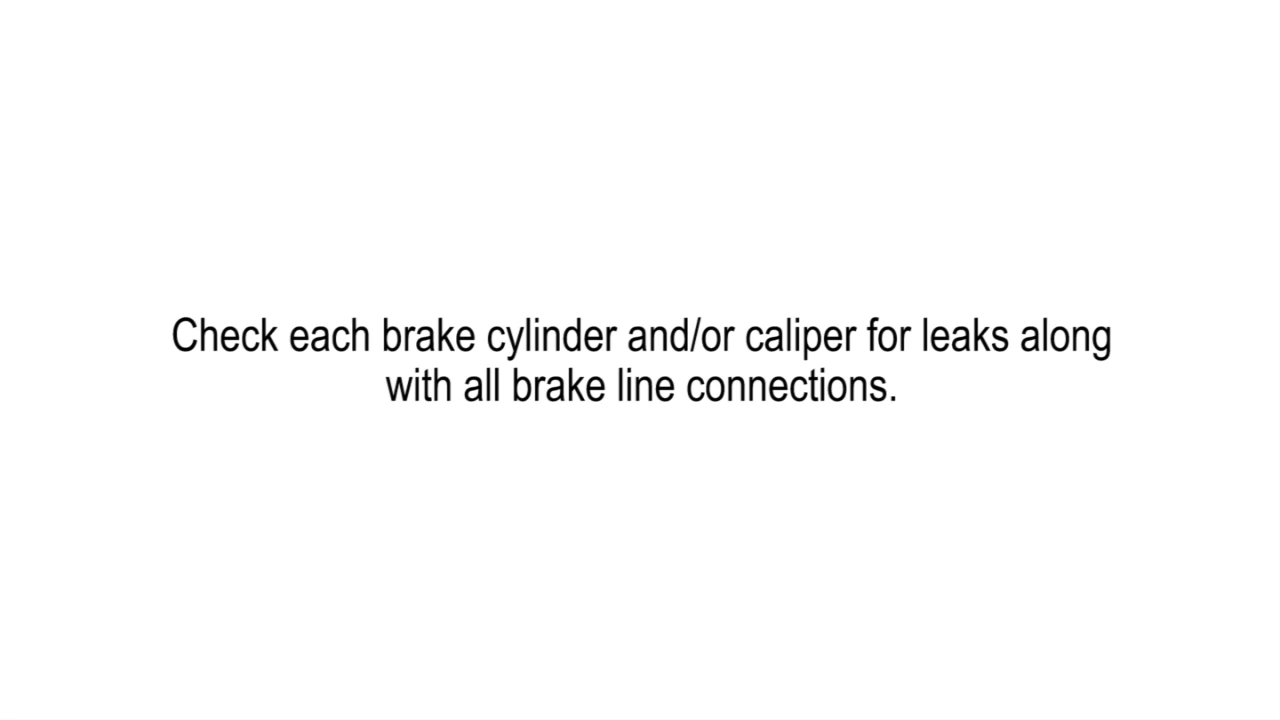 Check each brake cylinder and/or caliper for leaks along
with all brake line connections.